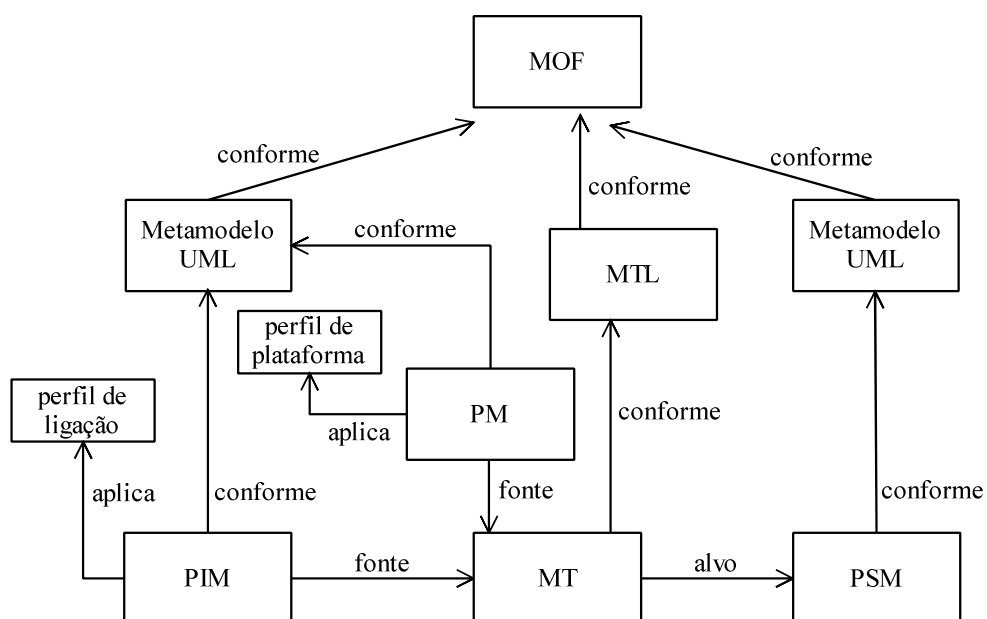 MOF
conforme
conforme
conforme
Metamodelo
UML
conforme
MTL
Metamodelo
UML
perfil de
plataforma
perfil de
ligação
aplica
PM
conforme
aplica
conforme
fonte
conforme
PIM
fonte
MT
alvo
PSM